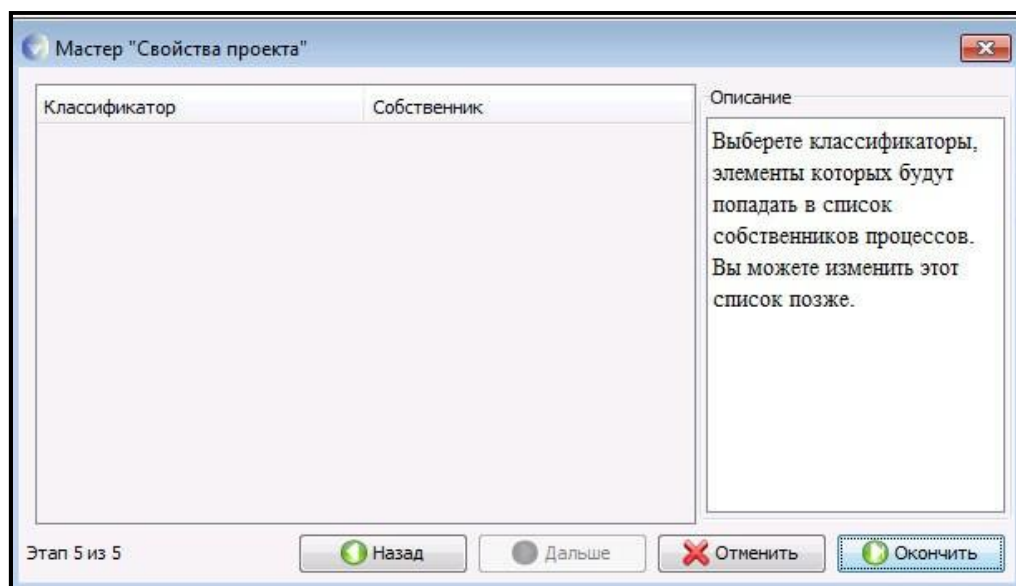 Мастер "Свойства проекта"
Классификатор Собственник
Описание
Выберете классификаторы,
элементы которых будут
попадать в список
собственников процессов.
Вы можете изменить этот
список позже.
Этап 5 из 5 Назад Дальше Отменить Окончить